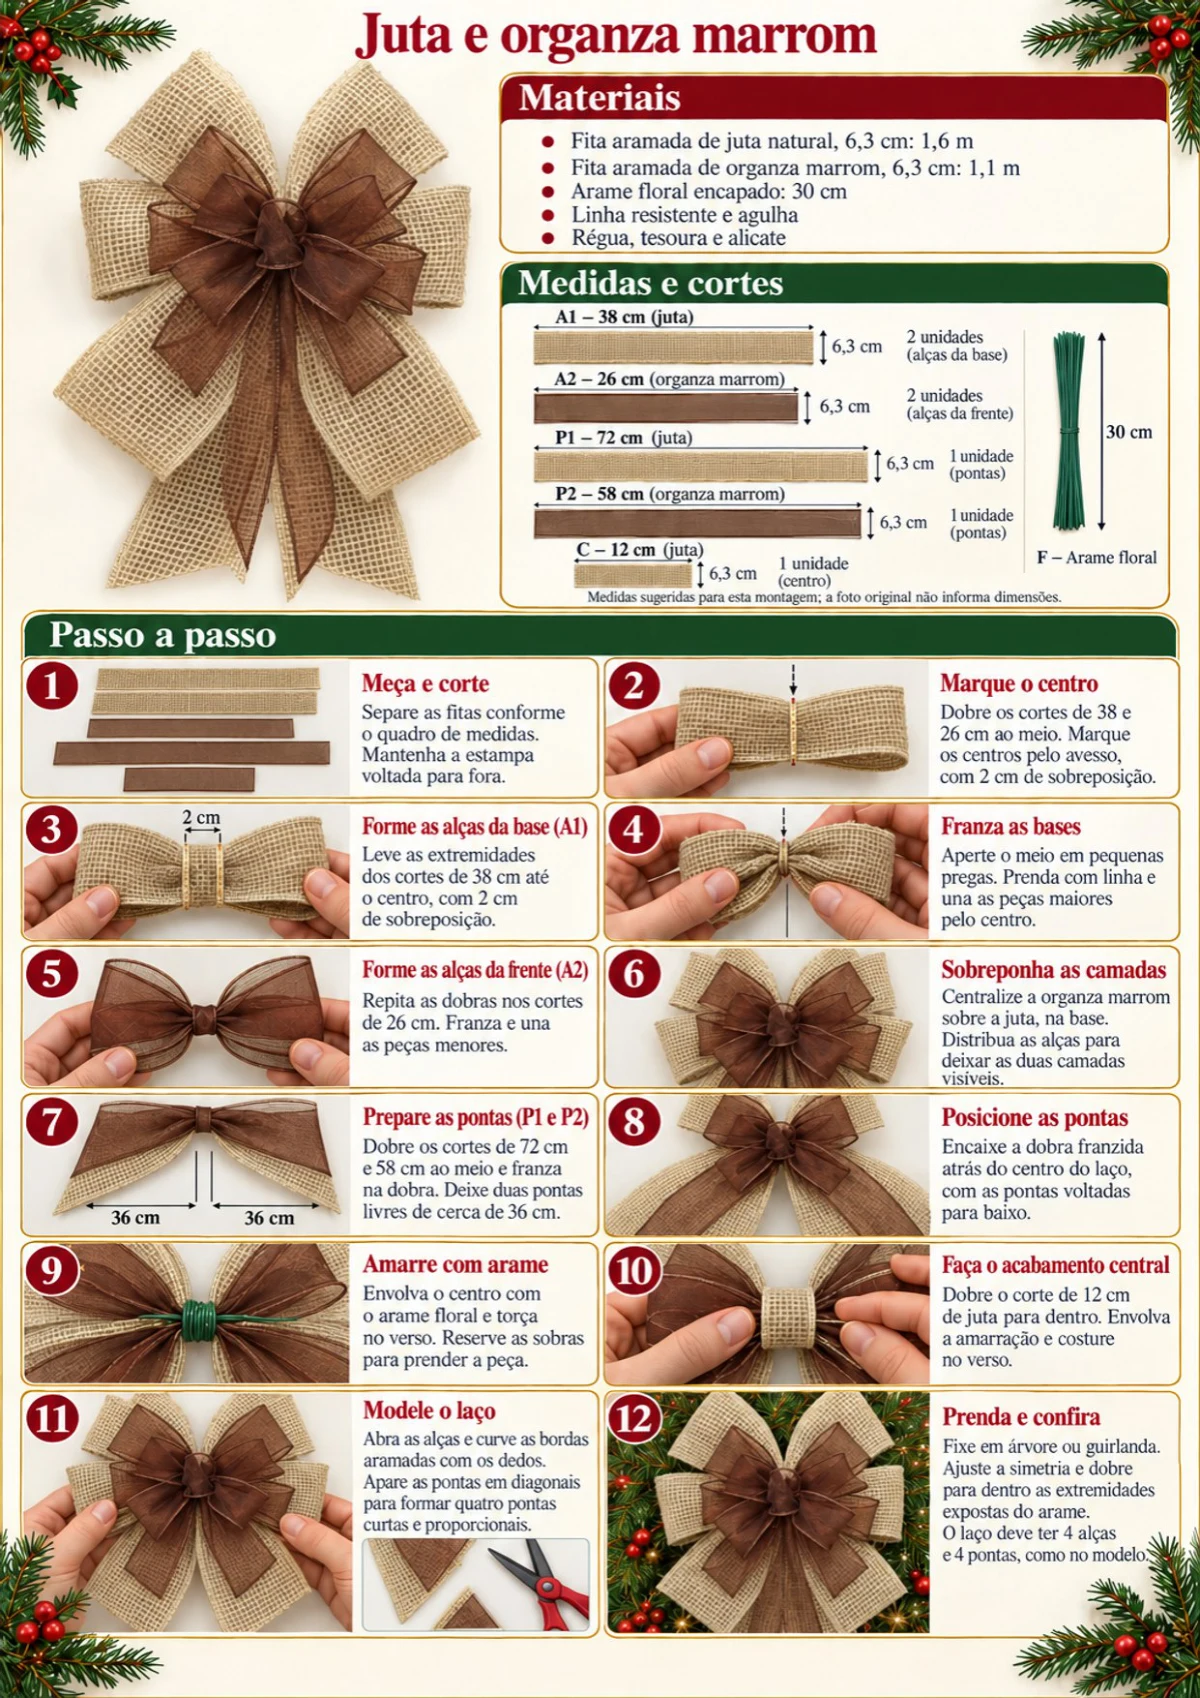 Juta e organza marrom
Materiais
● Fita aramada de juta natural, 6,3 cm: 1,6 m
● Fita aramada de organza marrom, 6,3 cm: 1,1 m
● Arame floral encapado: 30 cm
● Linha resistente e agulha
● Régua, tesoura e alicate
Medidas e cortes
A1 – 38 cm (juta)
6,3 cm
2 unidades
(alças da base)
A2 – 26 cm (organza marrom)
6,3 cm
2 unidades
(alças da frente)
P1 – 72 cm (juta)
6,3 cm
1 unidade
(pontas)
P2 – 58 cm (organza marrom)
6,3 cm
1 unidade
(pontas)
C – 12 cm (juta)
6,3 cm
1 unidade
(centro)
30 cm
F – Arame floral
Medidas sugeridas para esta montagem; a foto original não informa dimensões.
Passo a passo
1
Meça e corte
Separe as fitas conforme
o quadro de medidas.
Mantenha a estampa
voltada para fora.
2
Marque o centro
Dobre os cortes de 38 e
26 cm ao meio. Marque
os centros pelo avesso,
com 2 cm de sobreposição.
3
2 cm
Forme as alças da base (A1)
Leve as extremidades
dos cortes de 38 cm até
o centro, com 2 cm
de sobreposição.
4
Franza as bases
Aperte o meio em pequenas
pregas. Prenda com linha e
una as peças maiores
pelo centro.
5
Forme as alças da frente (A2)
Repita as dobras nos cortes
de 26 cm. Franza e una
as peças menores.
6
Sobreponha as camadas
Centralize a organza marrom
sobre a juta, na base.
Distribua as alças para
deixar as duas camadas
visíveis.
7
36 cm
36 cm
Prepare as pontas (P1 e P2)
Dobre os cortes de 72 cm
e 58 cm ao meio e franza
na dobra. Deixe duas pontas
livres de cerca de 36 cm.
8
Posicione as pontas
Encaixe a dobra franzida
atrás do centro do laço,
com as pontas voltadas
para baixo.
9
Amarre com arame
Envolva o centro com
o arame floral e torça
no verso. Reserve as sobras
para prender a peça.
10
Faça o acabamento central
Dobre o corte de 12 cm
de juta para dentro. Envolva
a amarração e costure
no verso.
11
Modele o laço
Abra as alças e curve as bordas
aramadas com os dedos.
Apare as pontas em diagonais
para formar quatro pontas
curtas e proporcionais.
12
Prenda e confira
Fixe em árvore ou guirlanda.
Ajuste a simetria e dobre
para dentro as extremidades
expostas do arame.
O laço deve ter 4 alças
e 4 pontas, como no modelo.